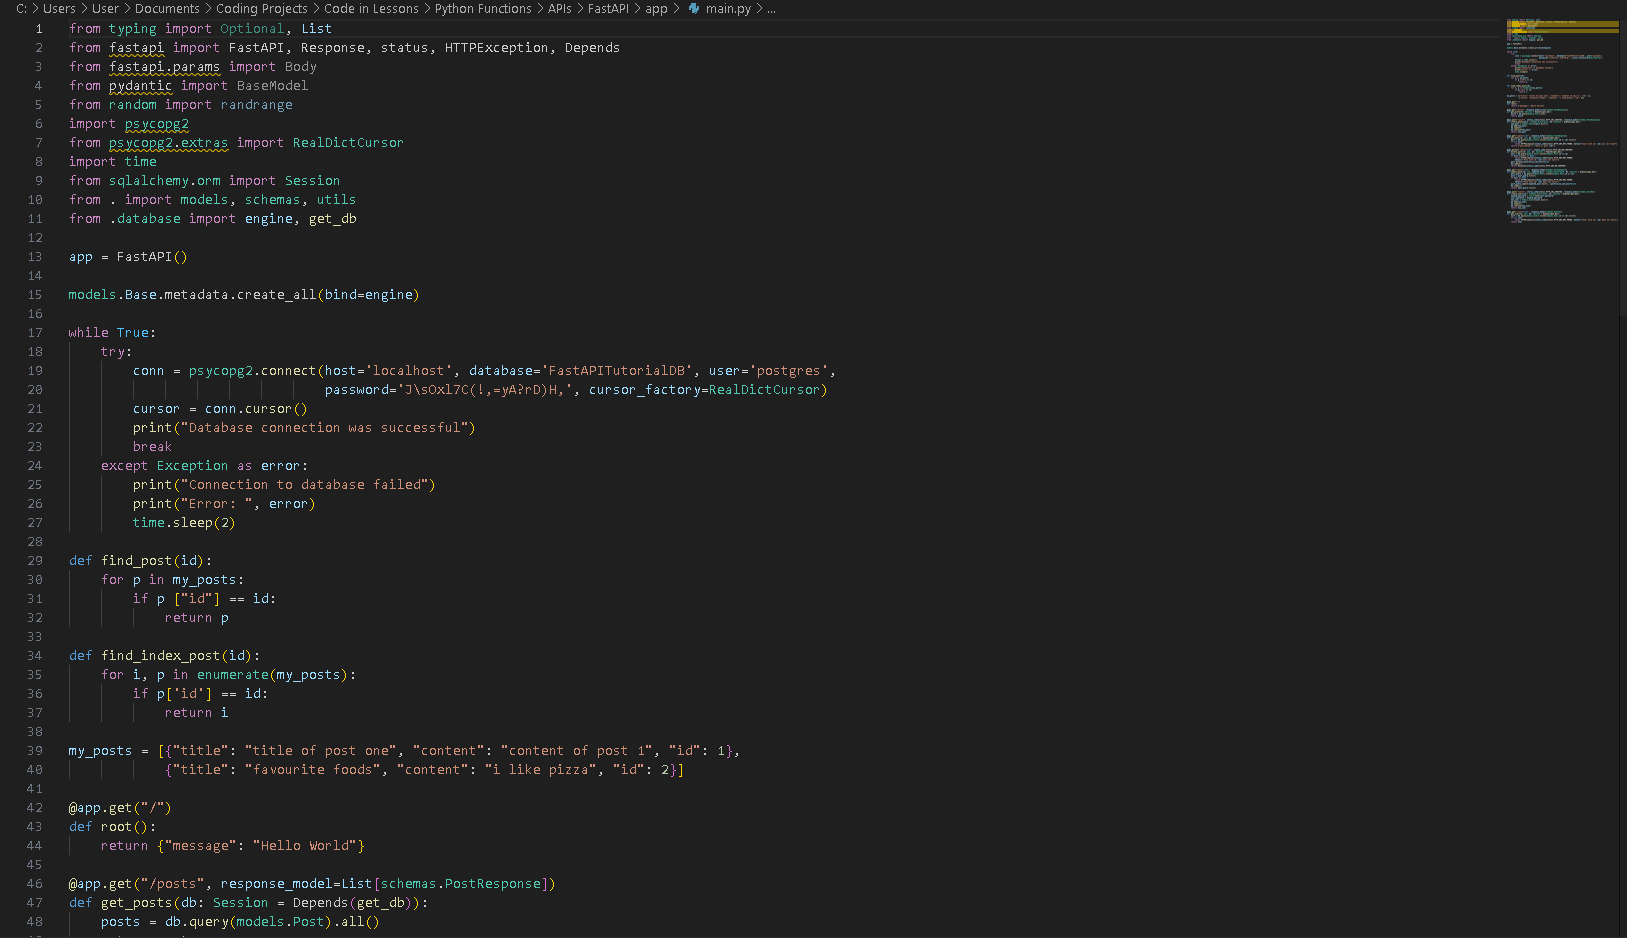 C: > Users > User > Documents > Coding Projects > Code in Lessons > Python Functions > APIs > FastAPI > app > main.py > ...
1 from typing import Optional, List
2 from fastapi import FastAPI, Response, status, HTTPException, Depends
3 from fastapi.params import Body
4 from pydantic import BaseModel
5 from random import randrange
6 import psycopg2
7 from psycopg2.extras import RealDictCursor
8 import time
9 from sqlalchemy.orm import Session
10 from . import models, schemas, utils
11 from .database import engine, get_db
12
13 app = FastAPI()
14
15 models.Base.metadata.create_all(bind=engine)
16
17 while True:
18     try:
19         conn = psycopg2.connect(host='localhost', database='FastAPITutorialDB', user='postgres',
20                                 password='J\sOxl7C(!,=yA?rD)H,', cursor_factory=RealDictCursor)
21         cursor = conn.cursor()
22         print("Database connection was successful")
23         break
24     except Exception as error:
25         print("Connection to database failed")
26         print("Error: ", error)
27         time.sleep(2)
28
29 def find_post(id):
30     for p in my_posts:
31         if p ["id"] == id:
32             return p
33
34 def find_index_post(id):
35     for i, p in enumerate(my_posts):
36         if p['id'] == id:
37             return i
38
39 my_posts = [{"title": "title of post one", "content": "content of post 1", "id": 1},
40             {"title": "favourite foods", "content": "i like pizza", "id": 2}]
41
42 @app.get("/")
43 def root():
44     return {"message": "Hello World"}
45
46 @app.get("/posts", response_model=List[schemas.PostResponse])
47 def get_posts(db: Session = Depends(get_db)):
48     posts = db.query(models.Post).all()